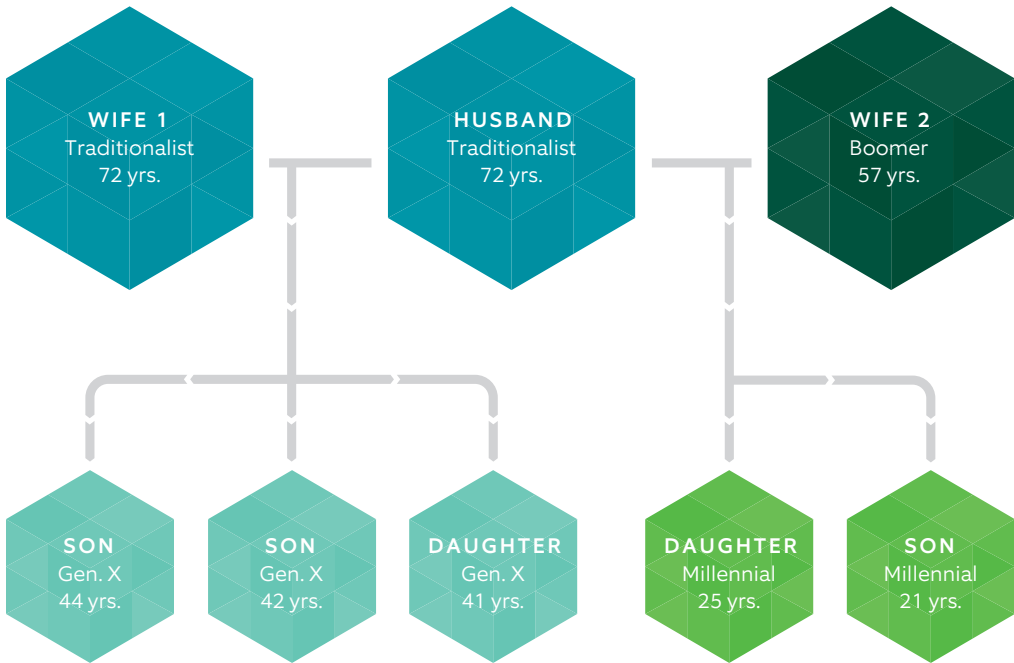 WIFE 1
Traditionalist
72 yrs.
HUSBAND
Traditionalist
72 yrs.
WIFE 2
Boomer
57 yrs.
SON
Gen. X
44 yrs.
SON
Gen. X
42 yrs.
DAUGHTER
Gen. X
41 yrs.
DAUGHTER
Millennial
25 yrs.
SON
Millennial
21 yrs.